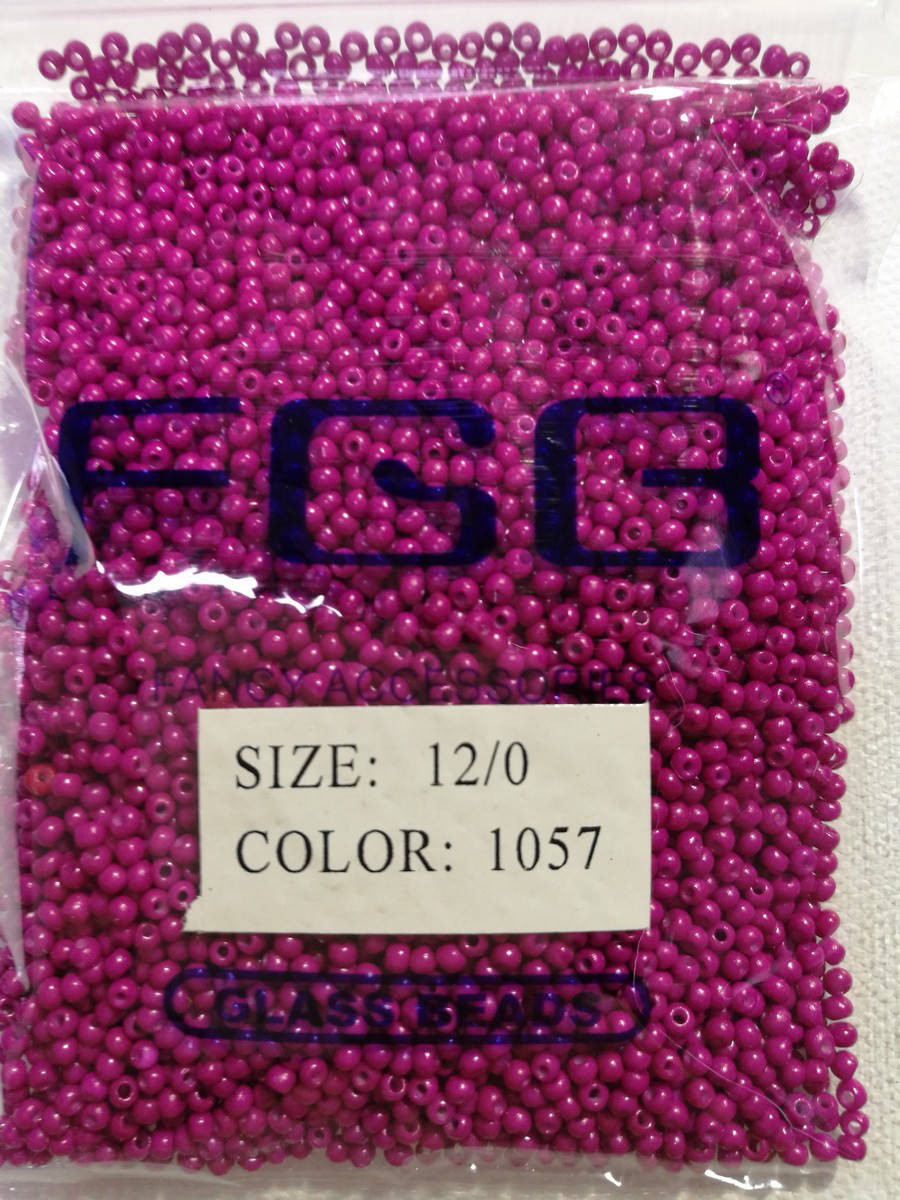 FGB®
FANCY ACCESSORIES
SIZE: 12/0
COLOR: 1057
GLASS BEADS